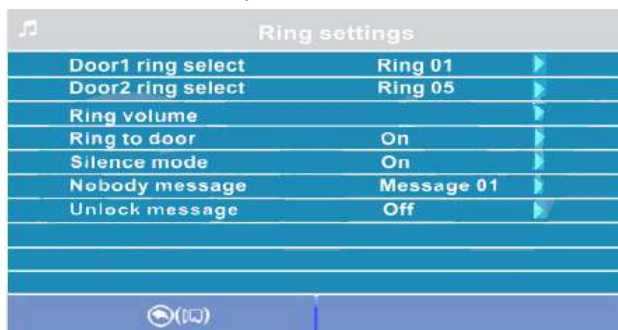 Ring settings
Door1 ring select Ring 01
Door2 ring select Ring 05
Ring volume
Ring to door On
Silence mode On
Nobody message Message 01
Unlock message Off